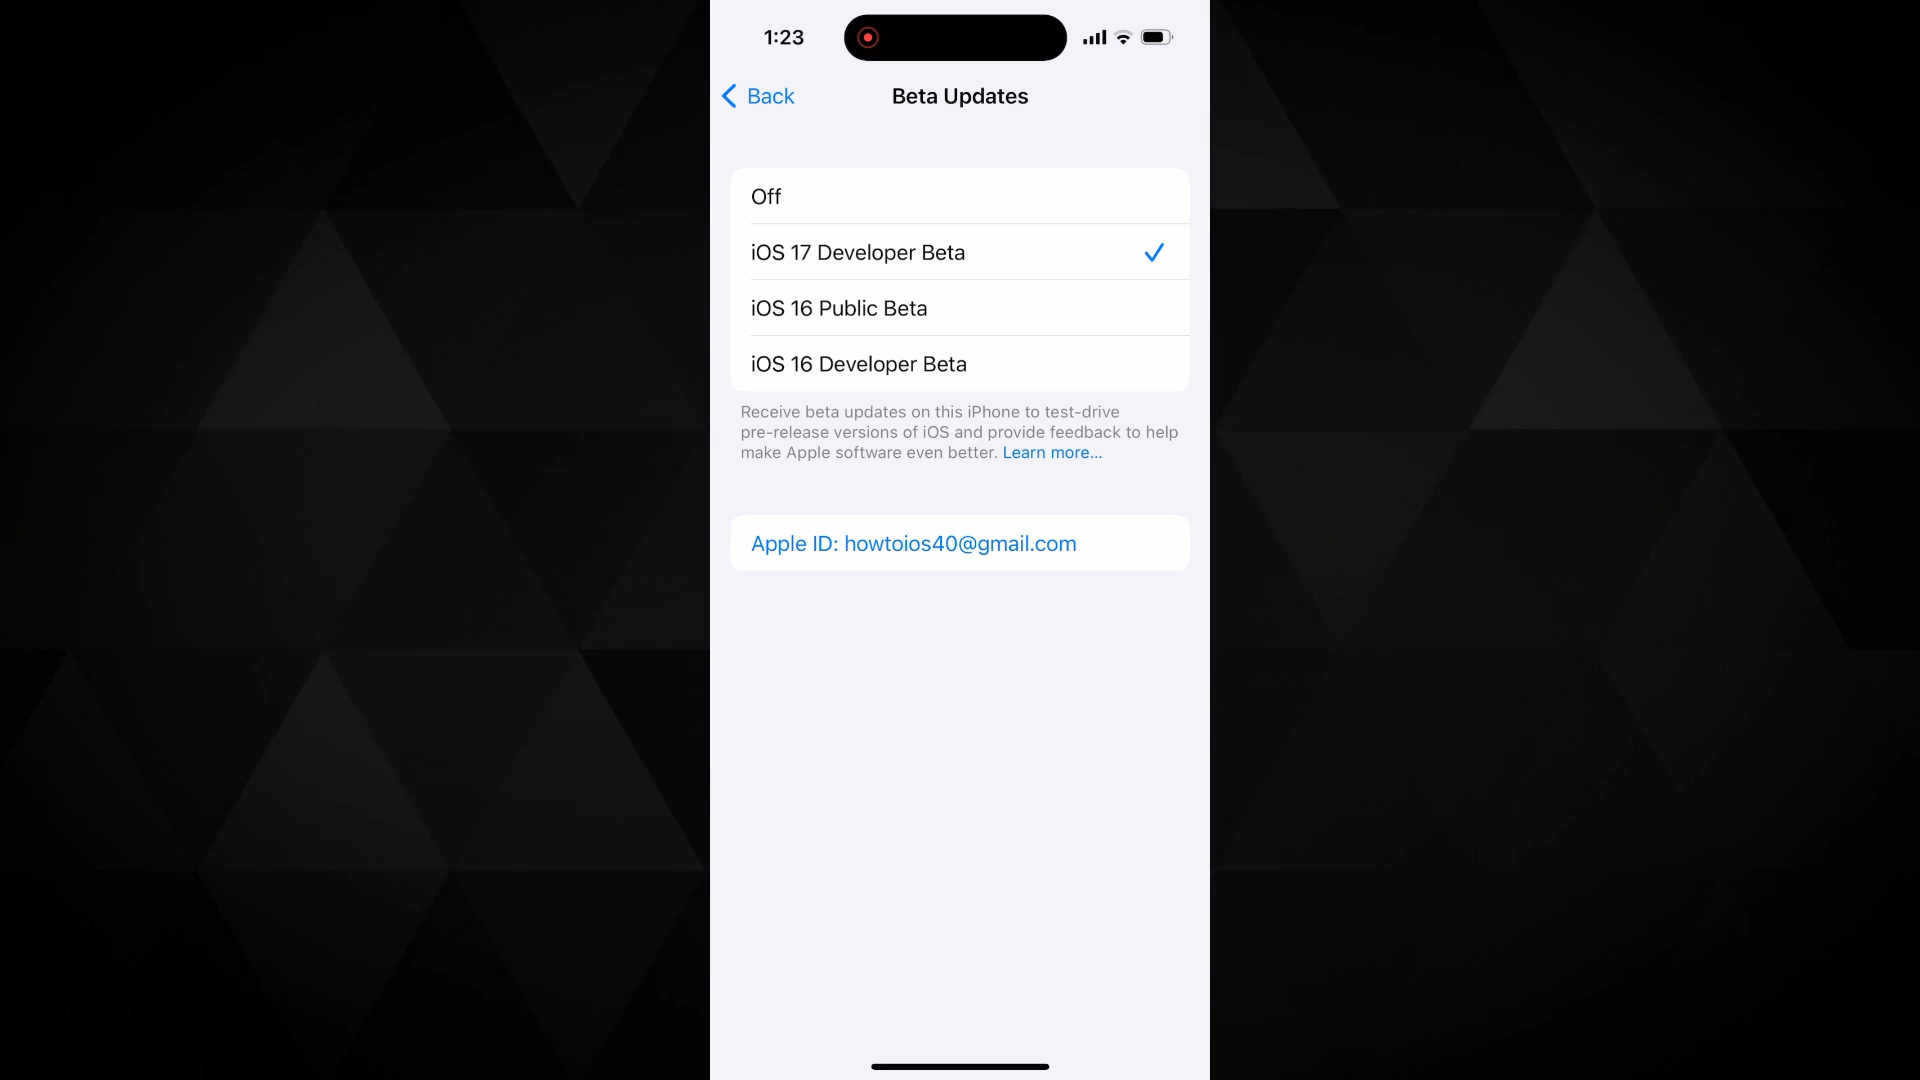 1:23
Back
Beta Updates
Off
iOS 17 Developer Beta
iOS 16 Public Beta
iOS 16 Developer Beta
Receive beta updates on this iPhone to test-drive
pre-release versions of iOS and provide feedback to help
make Apple software even better. Learn more...
Apple ID: howtoios40@gmail.com